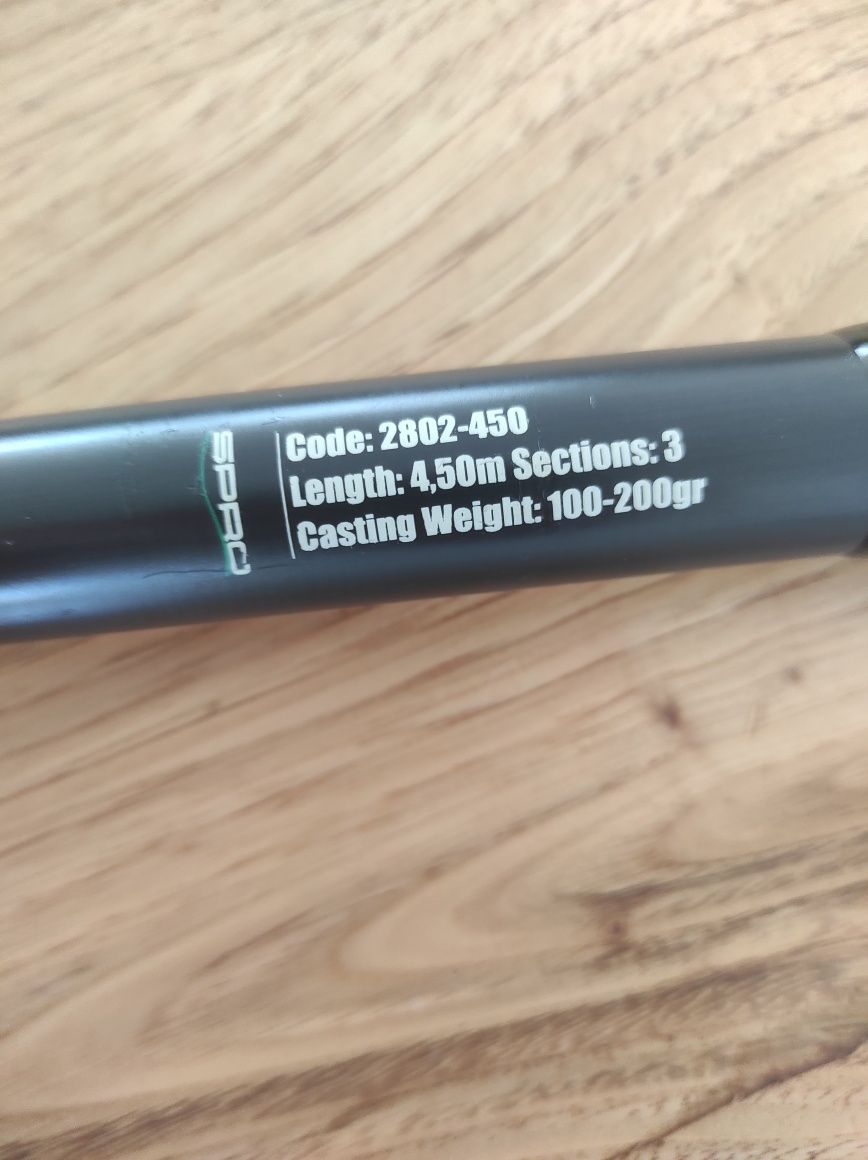 SPRO
Code: 2802-450
Length: 4,50m Sections: 3
Casting Weight: 100-200gr